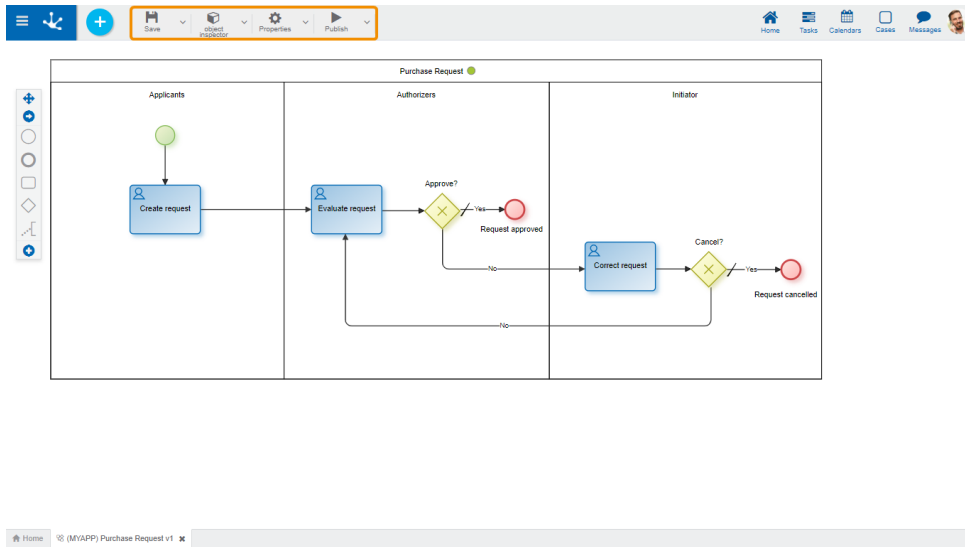 Save
object
inspector
Properties
Publish
Home
Tasks
Calendars
Cases
Messages
Purchase Request
Applicants
Authorizers
Initiator
Create request
Evaluate request
Approve?
Yes
Request approved
No
Correct request
Cancel?
Yes
Request cancelled
No
Home
(MYAPP) Purchase Request v1